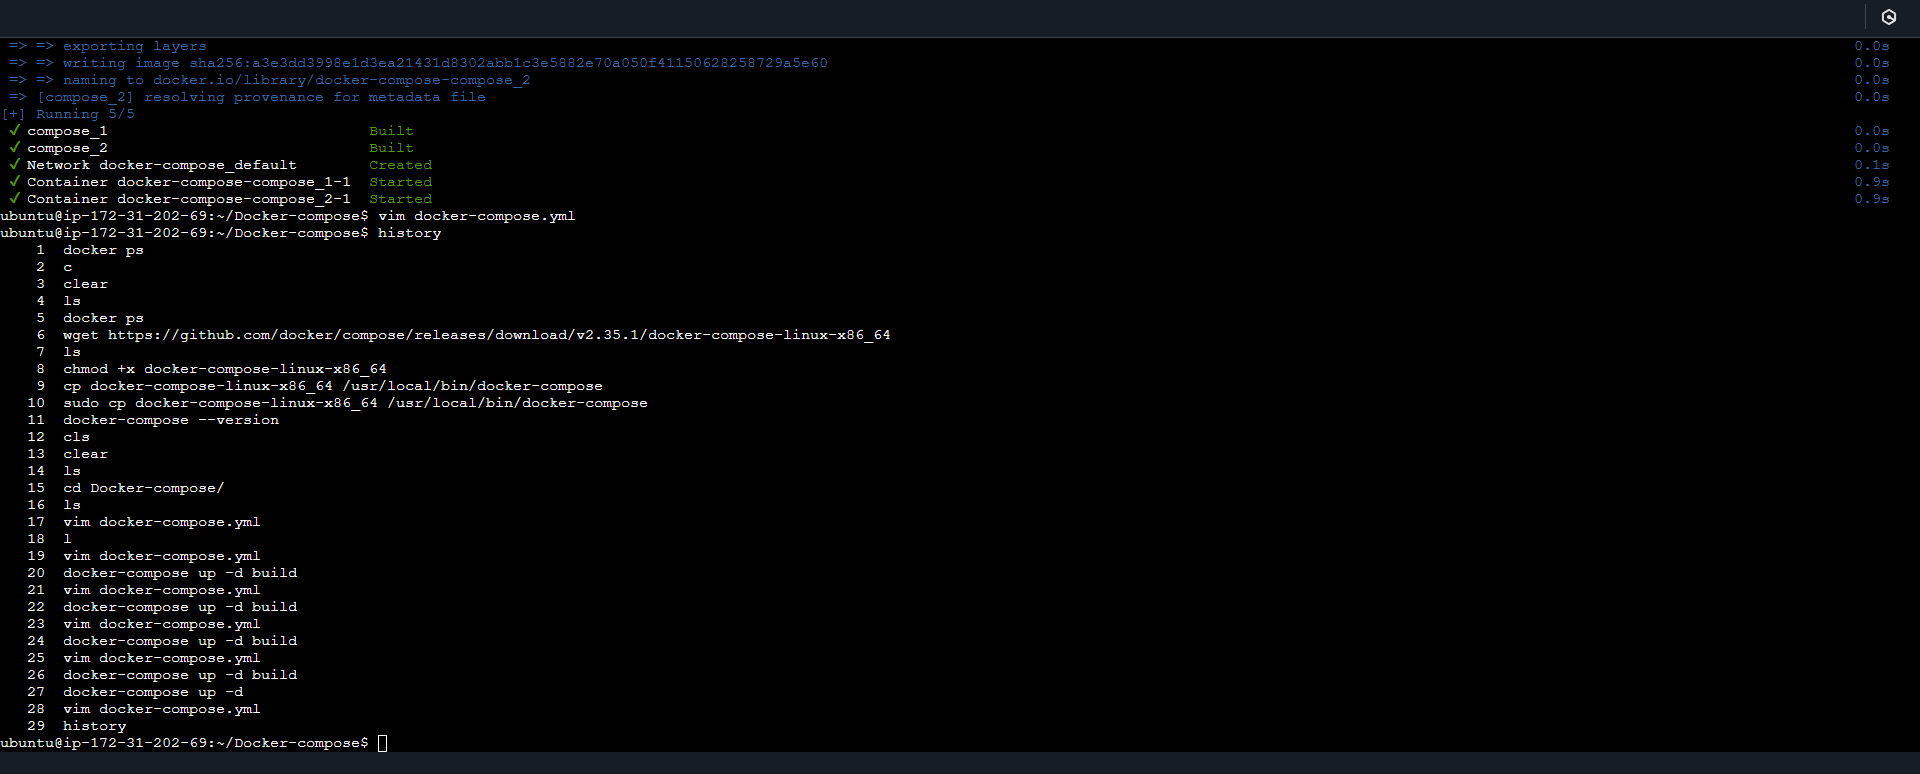 => => exporting layers 0.0s
=> => writing image sha256:a3e3dd3998e1d3ea21431d8302abb1c3e5882e70a050f41150628258729a5e60 0.0s
=> => naming to docker.io/library/docker-compose-compose_2 0.0s
=> [compose_2] resolving provenance for metadata file 0.0s
[+] Running 5/5
✓ compose_1 Built 0.0s
✓ compose_2 Built 0.0s
✓ Network docker-compose_default Created 0.1s
✓ Container docker-compose-compose_1-1 Started 0.9s
✓ Container docker-compose-compose_2-1 Started 0.9s
ubuntu@ip-172-31-202-69:~/Docker-compose$ vim docker-compose.yml
ubuntu@ip-172-31-202-69:~/Docker-compose$ history
1 docker ps
2 c
3 clear
4 ls
5 docker ps
6 wget https://github.com/docker/compose/releases/download/v2.35.1/docker-compose-linux-x86_64
7 ls
8 chmod +x docker-compose-linux-x86_64
9 cp docker-compose-linux-x86_64 /usr/local/bin/docker-compose
10 sudo cp docker-compose-linux-x86_64 /usr/local/bin/docker-compose
11 docker-compose --version
12 cls
13 clear
14 ls
15 cd Docker-compose/
16 ls
17 vim docker-compose.yml
18 l
19 vim docker-compose.yml
20 docker-compose up -d build
21 vim docker-compose.yml
22 docker-compose up -d build
23 vim docker-compose.yml
24 docker-compose up -d build
25 vim docker-compose.yml
26 docker-compose up -d build
27 docker-compose up -d
28 vim docker-compose.yml
29 history
ubuntu@ip-172-31-202-69:~/Docker-compose$